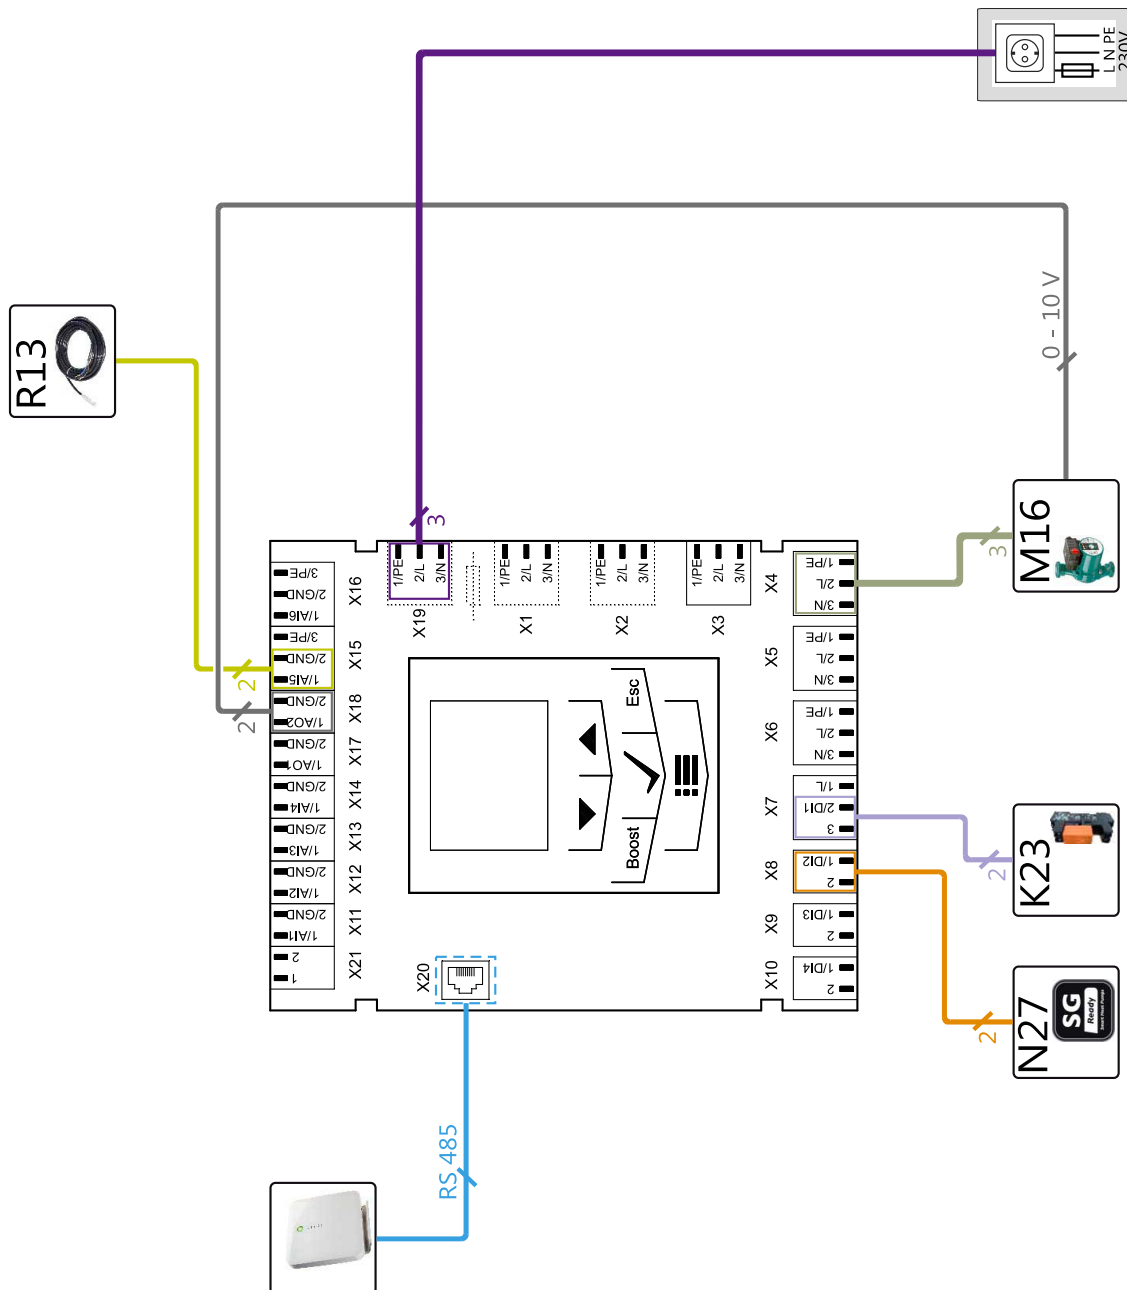 L N PE
230V
0 - 10 V
R13
3
2
2
3
M16
3/PE
2/GND
1/AI6
X16
3/PE
2/GND
1/AI5
X15
2/GND
1/AO2
X18
2/GND
1/AO1
X17
2/GND
1/AI4
X14
2/GND
1/AI3
X13
2/GND
1/AI2
X12
2/GND
1/AI1
X11
2
1
X21
1/PE
2/L
3/N
X19
1/PE
2/L
3/N
X1
1/PE
2/L
3/N
X2
1/PE
2/L
3/N
X3
X4
1/PE
2/L
3/N
X5
1/PE
2/L
3/N
X6
1/PE
2/L
3/N
X7
1/L
2/DI1
3
X8
1/DI2
2
X9
1/DI3
2
X10
1/DI4
2
Esc
Boost
X20
2
K23
2
N27
SG
Ready
Smart Heat Pumps
RS 485